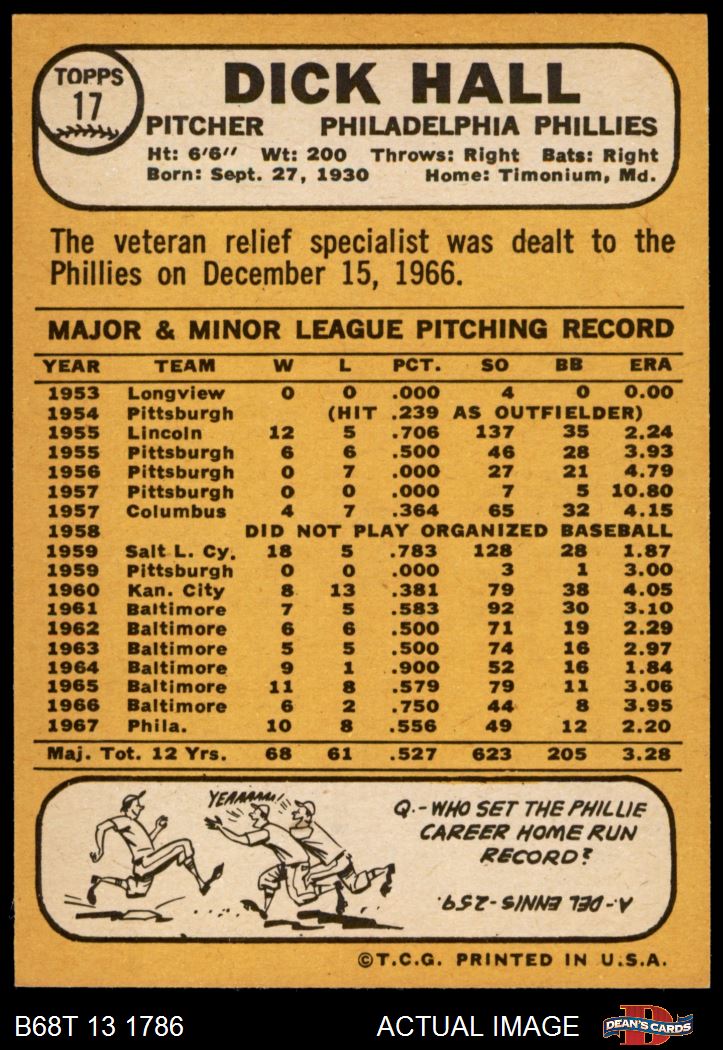 TOPPS
17
DICK HALL
PITCHER PHILADELPHIA PHILLIES
Ht: 6'6" Wt: 200 Throws: Right Bats: Right
Born: Sept. 27, 1930 Home: Timonium, Md.
The veteran relief specialist was dealt to the
Phillies on December 15, 1966.
MAJOR & MINOR LEAGUE PITCHING RECORD
YEAR TEAM W L PCT. SO BB ERA
1953 Longview 0 0 .000 4 0 0.00
1954 Pittsburgh (HIT .239 AS OUTFIELDER)
1955 Lincoln 12 5 .706 137 35 2.24
1955 Pittsburgh 6 6 .500 46 28 3.93
1956 Pittsburgh 0 7 .000 27 21 4.79
1957 Pittsburgh 0 0 .000 7 5 10.80
1957 Columbus 4 7 .364 65 32 4.15
1958 DID NOT PLAY ORGANIZED BASEBALL
1959 Salt L. Cy. 18 5 .783 128 28 1.87
1959 Pittsburgh 0 0 .000 3 1 3.00
1960 Kan. City 8 13 .381 79 38 4.05
1961 Baltimore 7 5 .583 92 30 3.10
1962 Baltimore 6 6 .500 71 19 2.29
1963 Baltimore 5 5 .500 74 16 2.97
1964 Baltimore 9 1 .900 52 16 1.84
1965 Baltimore 11 8 .579 79 11 3.06
1966 Baltimore 6 2 .750 44 8 3.95
1967 Phila. 10 8 .556 49 12 2.20
Maj. Tot. 12 Yrs. 68 61 .527 623 205 3.28
YEAAAAAA!
Q.-WHO SET THE PHILLIE
CAREER HOME RUN
RECORD?
A.-DEL ENNIS-259.
©T.C.G. PRINTED IN U.S.A.
B68T 13 1786 ACTUAL IMAGE
D
DEAN'S CARDS